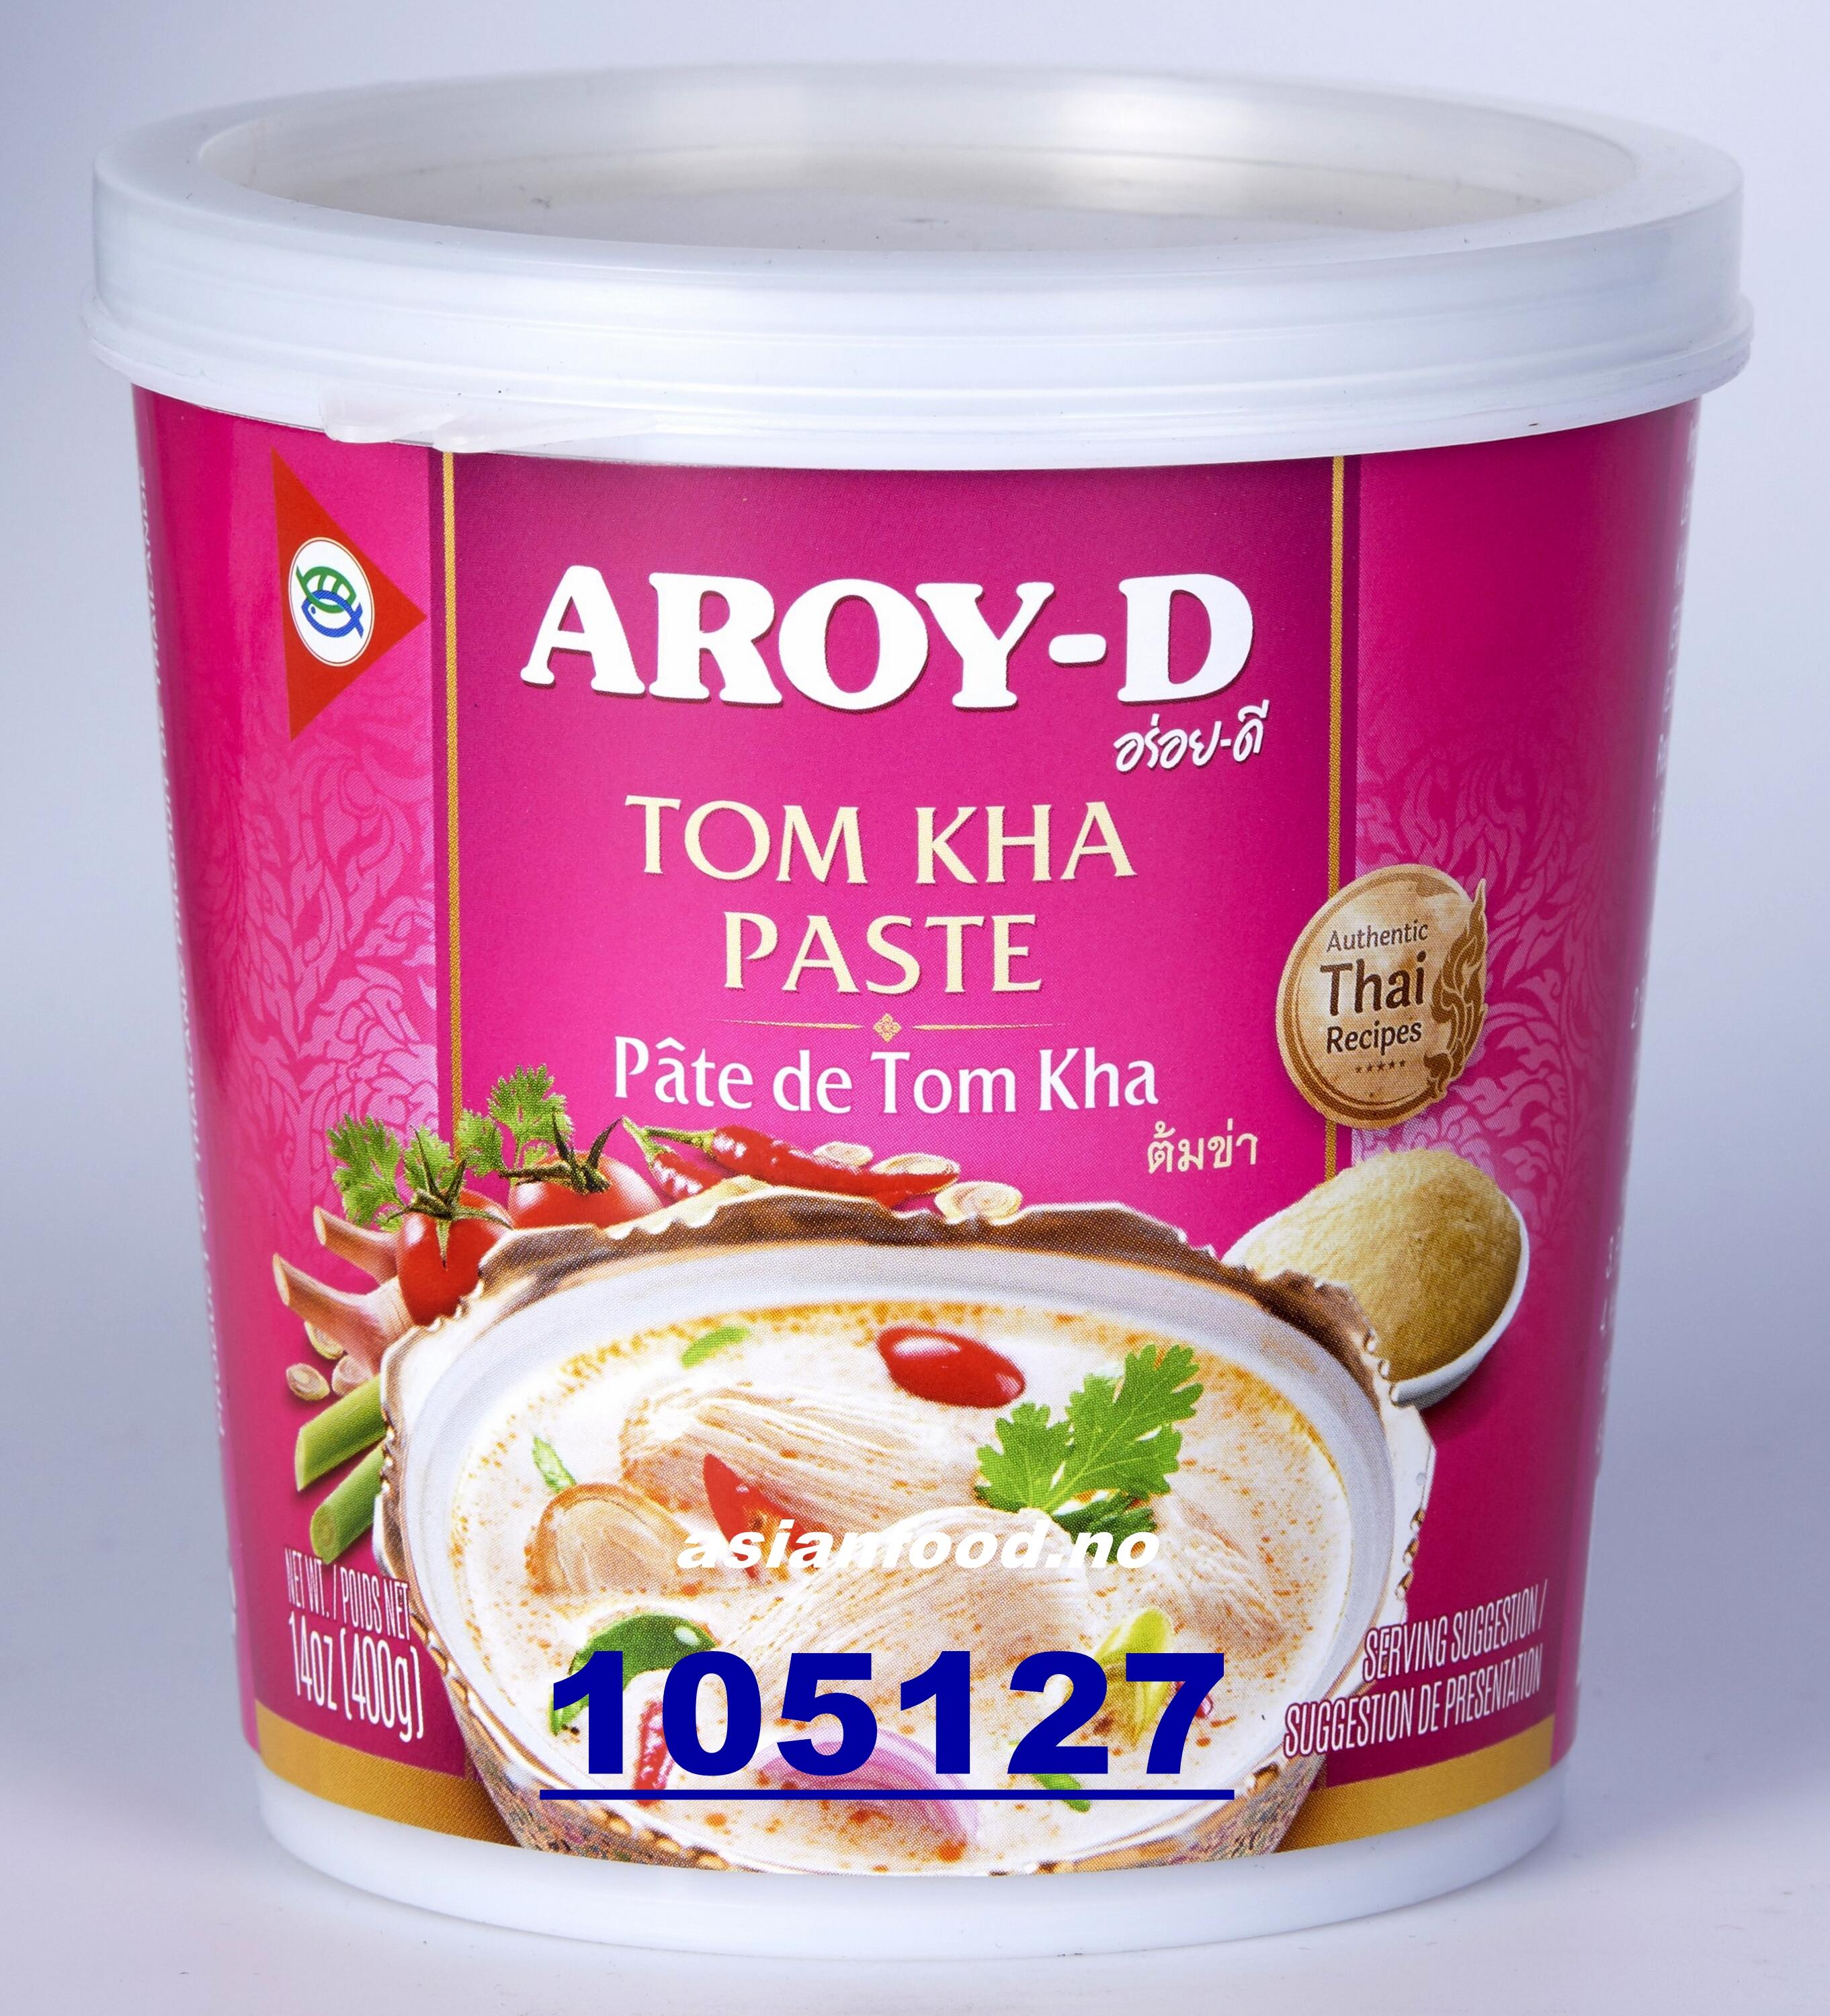 AROY-D
อร่อย-ดี
TOM KHA
PASTE
Pâte de Tom Kha
ต้มข่า
Authentic
Thai
Recipes
asianfood.no
NET WT. / POIDS NET
14oz (400g)
105127
SERVING SUGGESTION /
SUGGESTION DE PRESENTATION